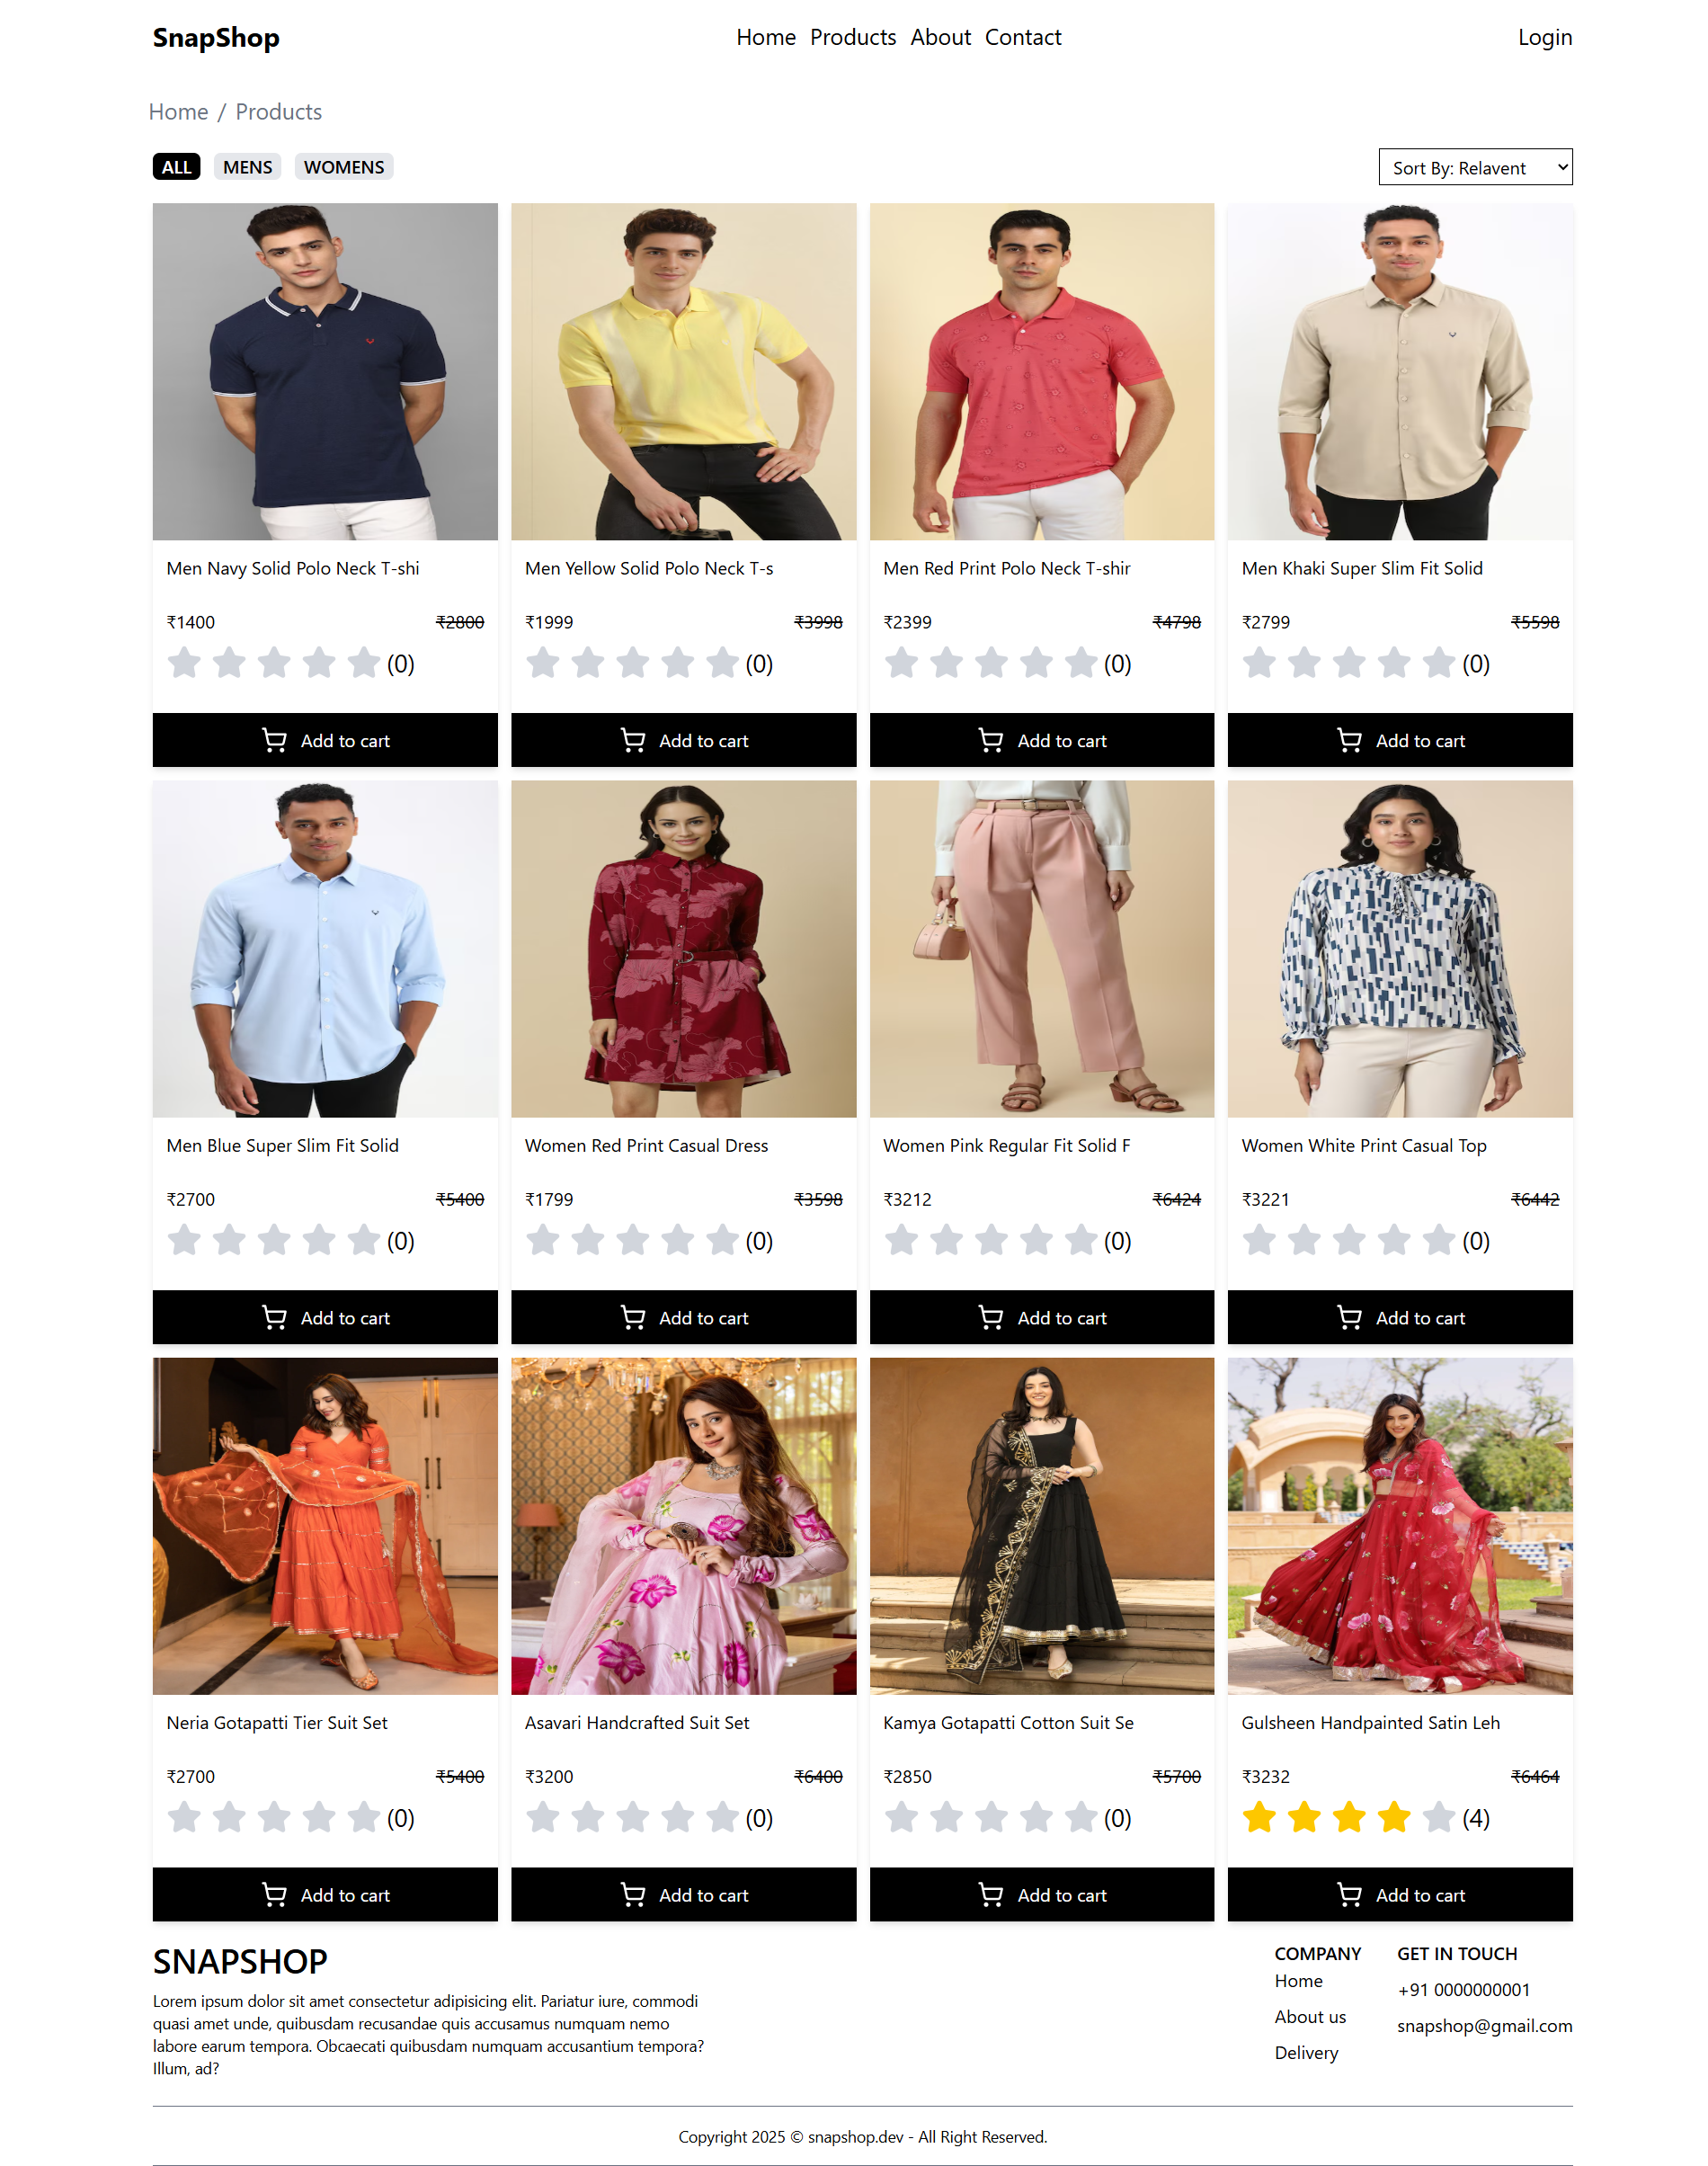 SnapShop Home Products About Contact Login
Home / Products
ALL MENS WOMENS Sort By: Relavent
Men Navy Solid Polo Neck T-shi
₹1400 ₹2800
(0)
Add to cart
Men Yellow Solid Polo Neck T-s
₹1999 ₹3998
(0)
Add to cart
Men Red Print Polo Neck T-shir
₹2399 ₹4798
(0)
Add to cart
Men Khaki Super Slim Fit Solid
₹2799 ₹5598
(0)
Add to cart
Men Blue Super Slim Fit Solid
₹2700 ₹5400
(0)
Add to cart
Women Red Print Casual Dress
₹1799 ₹3598
(0)
Add to cart
Women Pink Regular Fit Solid F
₹3212 ₹6424
(0)
Add to cart
Women White Print Casual Top
₹3221 ₹6442
(0)
Add to cart
Neria Gotapatti Tier Suit Set
₹2700 ₹5400
(0)
Add to cart
Asavari Handcrafted Suit Set
₹3200 ₹6400
(0)
Add to cart
Kamya Gotapatti Cotton Suit Se
₹2850 ₹5700
(0)
Add to cart
Gulsheen Handpainted Satin Leh
₹3232 ₹6464
(4)
Add to cart
SNAPSHOP
Lorem ipsum dolor sit amet consectetur adipisicing elit. Pariatur iure, commodi
quasi amet unde, quibusdam recusandae quis accusamus numquam nemo
labore earum tempora. Obcaecati quibusdam numquam accusantium tempora?
Illum, ad?
COMPANY
Home
About us
Delivery
GET IN TOUCH
+91 0000000001
snapshop@gmail.com
Copyright 2025 © snapshop.dev - All Right Reserved.